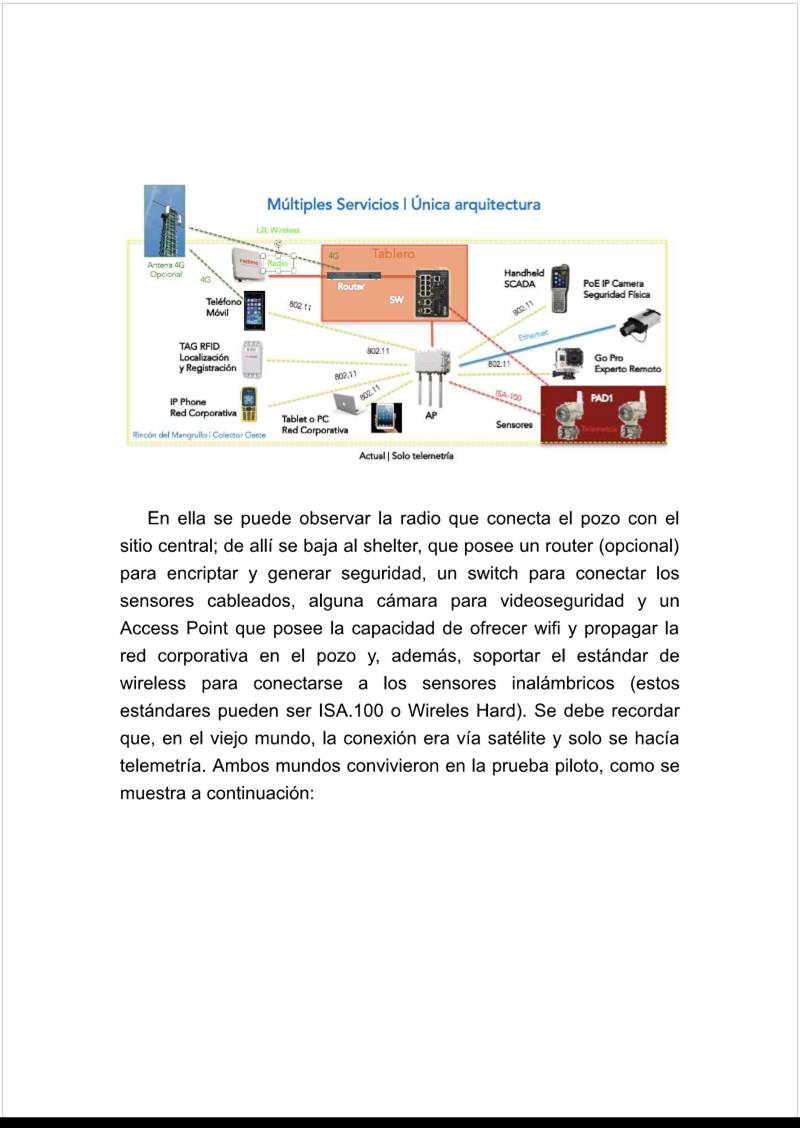 Múltiples Servicios | Única arquitectura
L2L Wireless
Antena 4G
Opcional
4G
Radio
4G
Tablero
Router
SW
Teléfono
Móvil
802.11
Handheld
SCADA
802.11
PoE IP Camera
Seguridad Física
Ethernet
TAG RFID
Localización
y Registración
802.11
802.11
Go Pro
Experto Remoto
802.11
802.11
IP Phone
Red Corporativa
Tablet o PC
Red Corporativa
AP
ISA-100
Sensores
PAD1
Telemetría
Rincón del Mangrullo | Colector Oeste
Actual | Solo telemetría
En ella se puede observar la radio que conecta el pozo con el
sitio central; de allí se baja al shelter, que posee un router (opcional)
para encriptar y generar seguridad, un switch para conectar los
sensores cableados, alguna cámara para videoseguridad y un
Access Point que posee la capacidad de ofrecer wifi y propagar la
red corporativa en el pozo y, además, soportar el estándar de
wireless para conectarse a los sensores inalámbricos (estos
estándares pueden ser ISA.100 o Wireles Hard). Se debe recordar
que, en el viejo mundo, la conexión era vía satélite y solo se hacía
telemetría. Ambos mundos convivieron en la prueba piloto, como se
muestra a continuación: